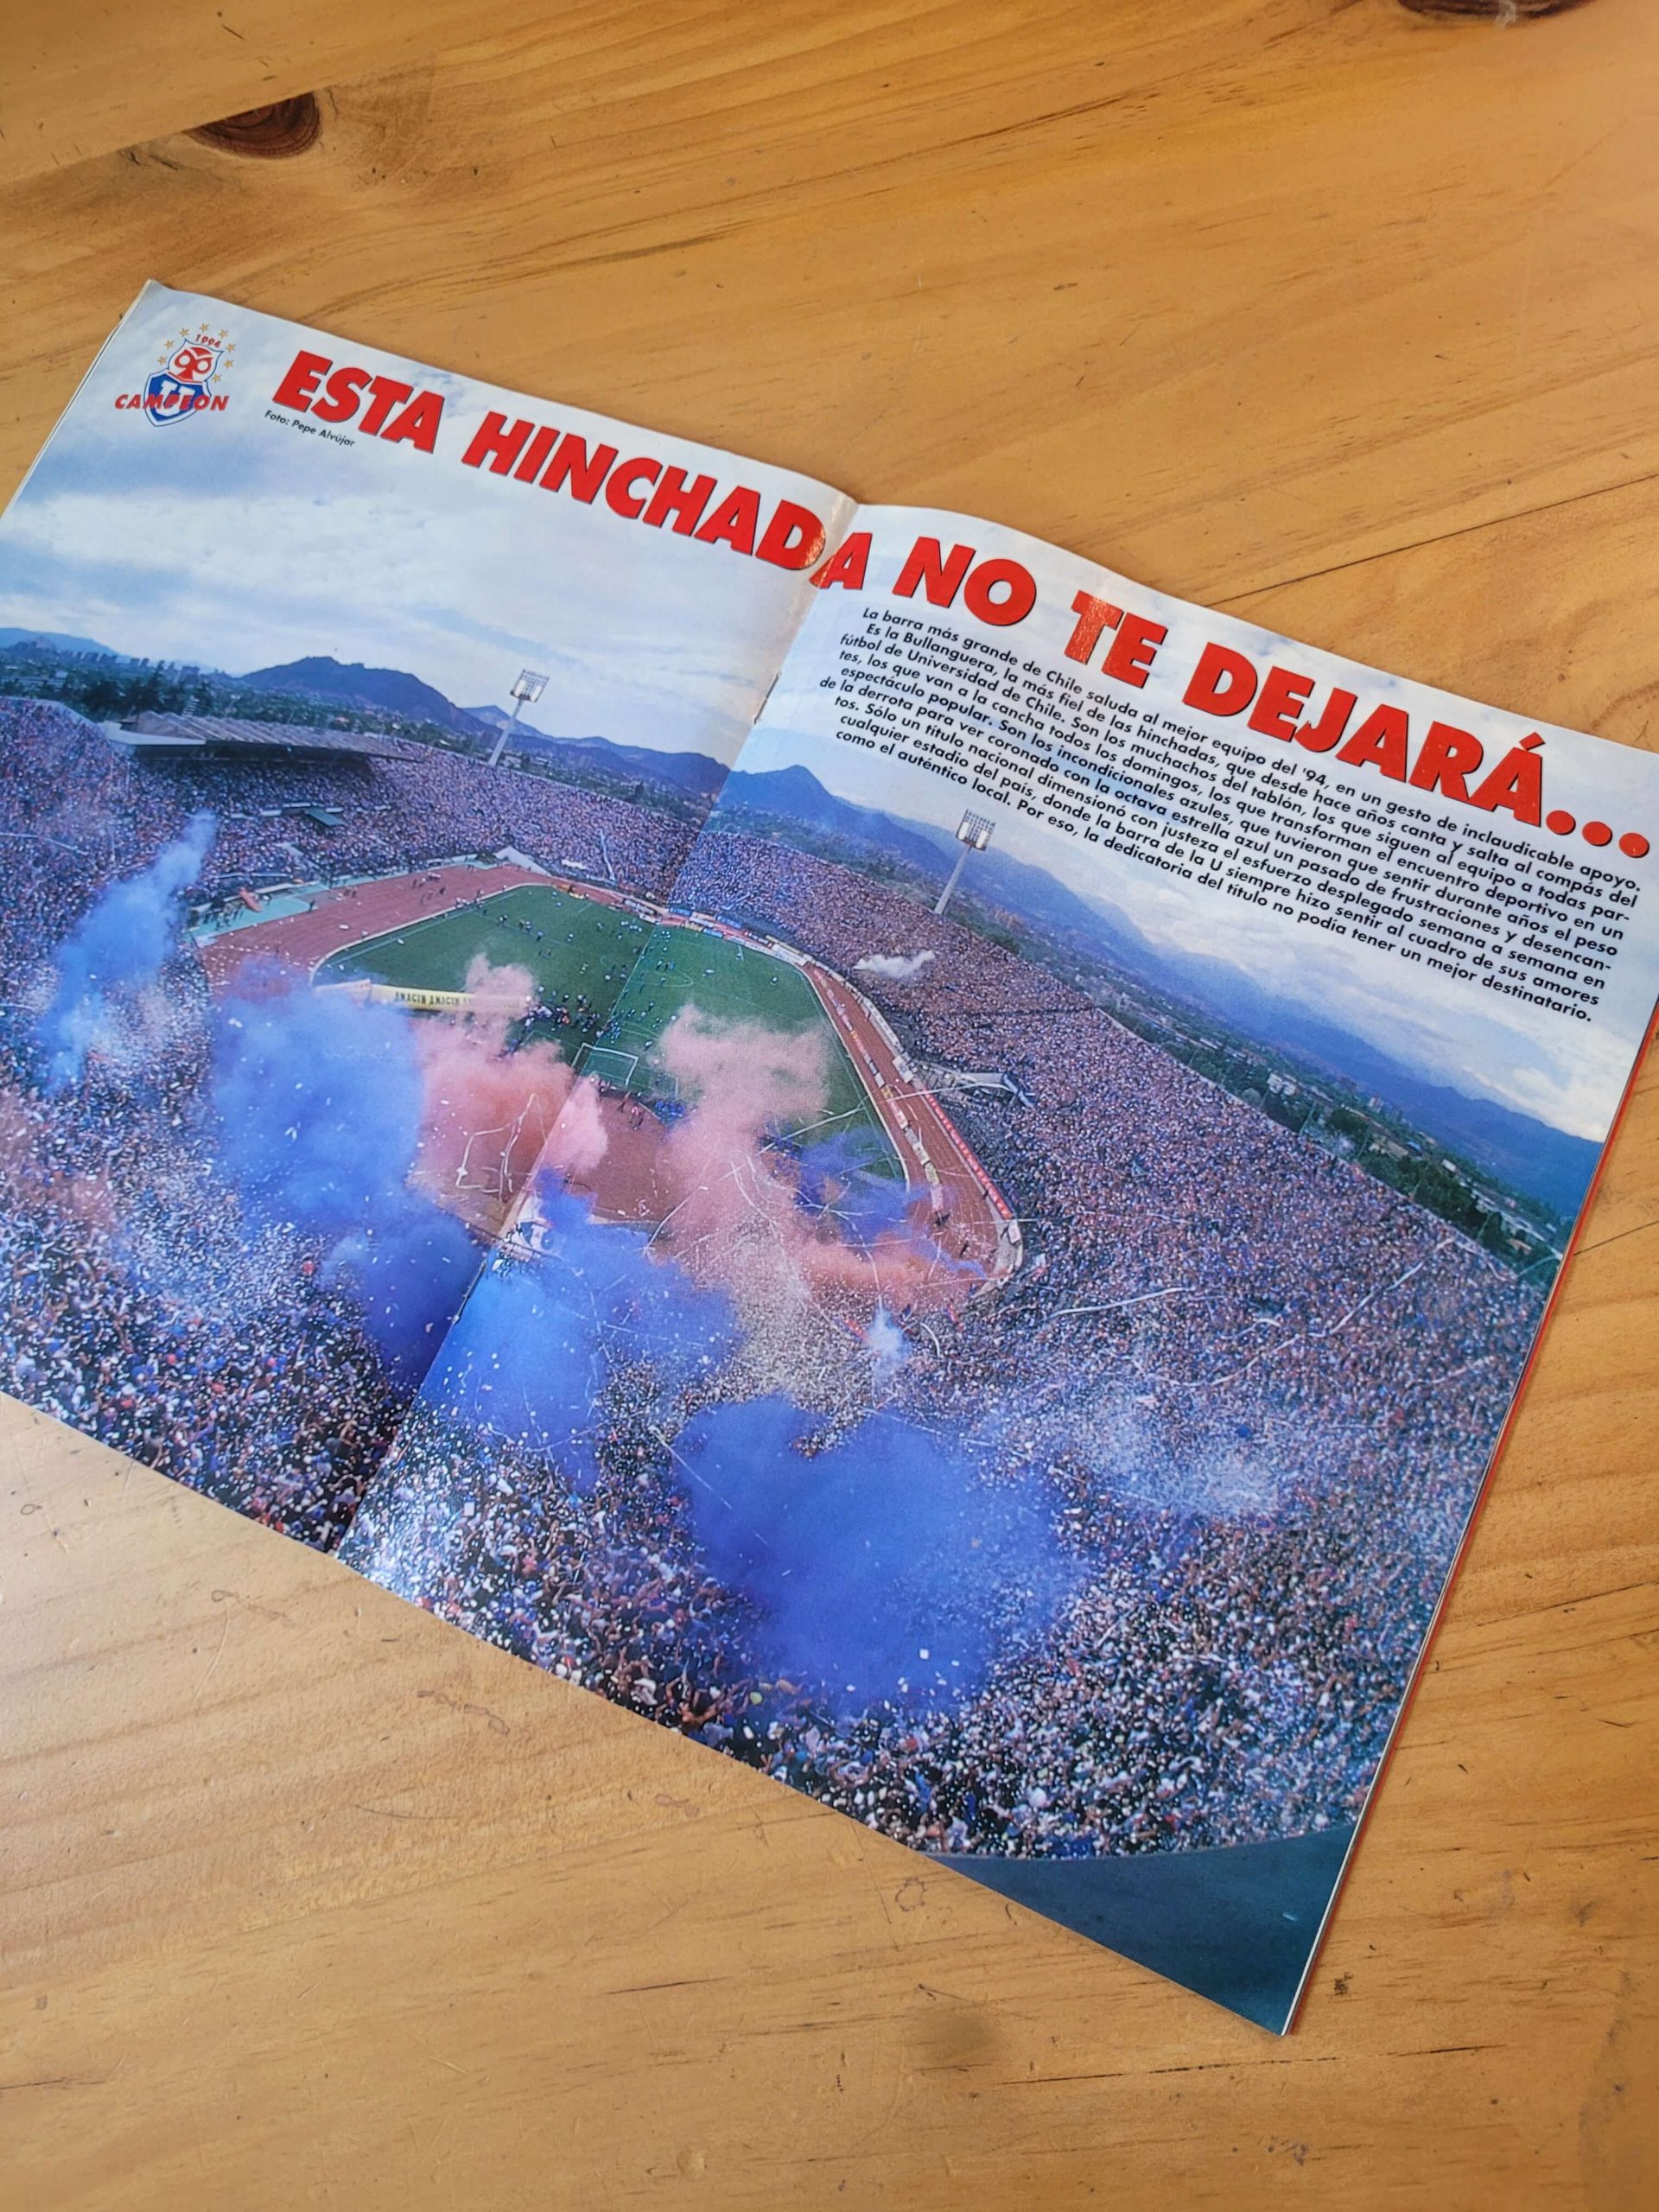 1994
U
CAMPEON
ESTA HINCHADA NO TE DEJARÁ...
Foto: Pepe Alvújar
La barra más grande de Chile saluda al mejor equipo del '94, en un gesto de inclaudicable apoyo.
Es la Bullanguera, la más fiel de las hinchadas, que desde hace años canta y salta al compás del
fútbol de Universidad de Chile. Son los muchachos del tablón, los que siguen al equipo a todas par-
tes, los que van a la cancha todos los domingos, los que transforman el encuentro deportivo en un
espectáculo popular. Son los incondicionales azules, que tuvieron que sentir durante años el peso
de la derrota para ver coronado con la octava estrella azul un pasado de frustraciones y desencan-
tos. Sólo un título nacional dimensionó con justeza el esfuerzo desplegado semana a semana en
cualquier estadio del país, donde la barra de la U siempre hizo sentir al cuadro de sus amores
como el auténtico local. Por eso, la dedicatoria del título no podía tener un mejor destinatario.
ANACIN ANACIN